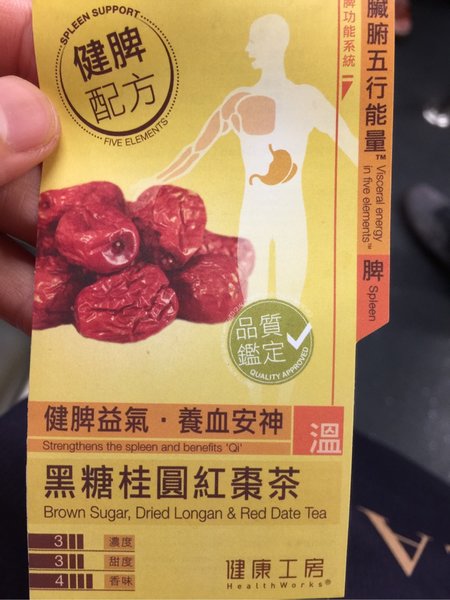 SPLEEN SUPPORT
健脾
配方
FIVE ELEMENTS
脾功能系統
臟腑五行能量™
Visceral energy
in five elements™
脾 Spleen
品質
鑑定
QUALITY APPROVED
健脾益氣·養血安神
Strengthens the spleen and benefits 'Qi'
溫
黑糖桂圓紅棗茶
Brown Sugar, Dried Longan & Red Date Tea
3 濃度
3 甜度
4 香味
健康工房
HealthWorks®
A